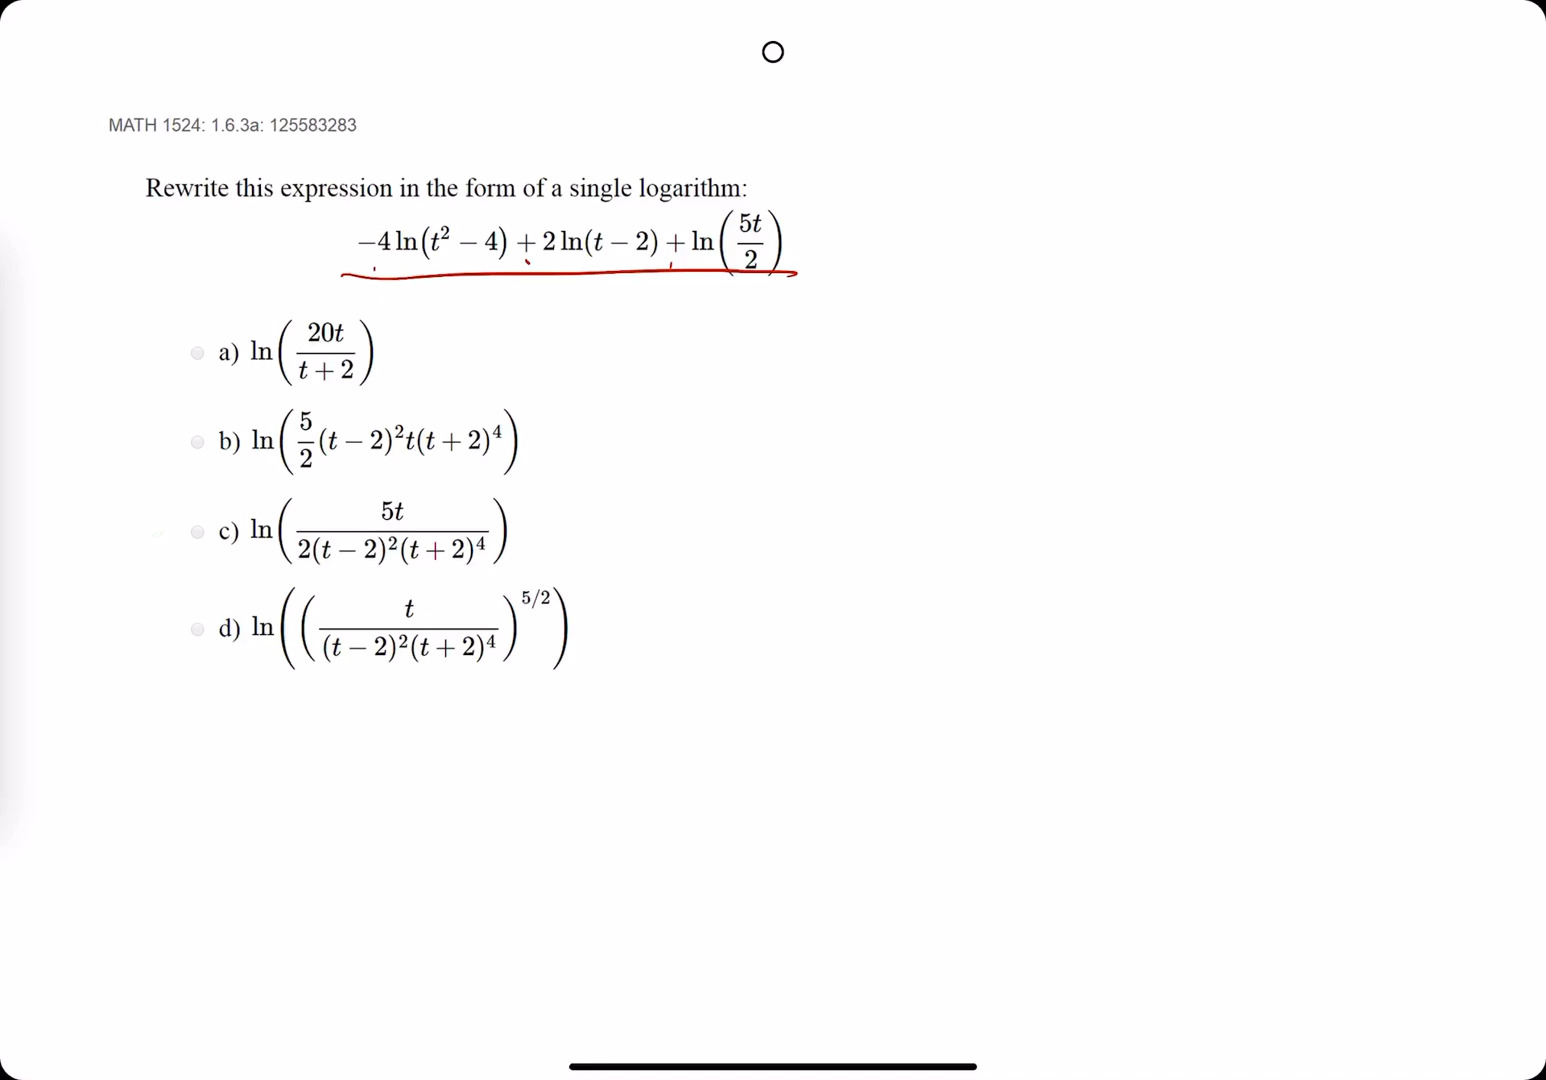 MATH 1524: 1.6.3a: 125583283
Rewrite this expression in the form of a single logarithm:
−4 ln(t² − 4) + 2 ln(t − 2) + ln(5t/2)
a) ln(20t/(t + 2))
b) ln(5/2(t − 2)²t(t + 2)⁴)
c) ln(5t/(2(t − 2)²(t + 2)⁴))
d) ln((t/((t − 2)²(t + 2)⁴))^(5/2))